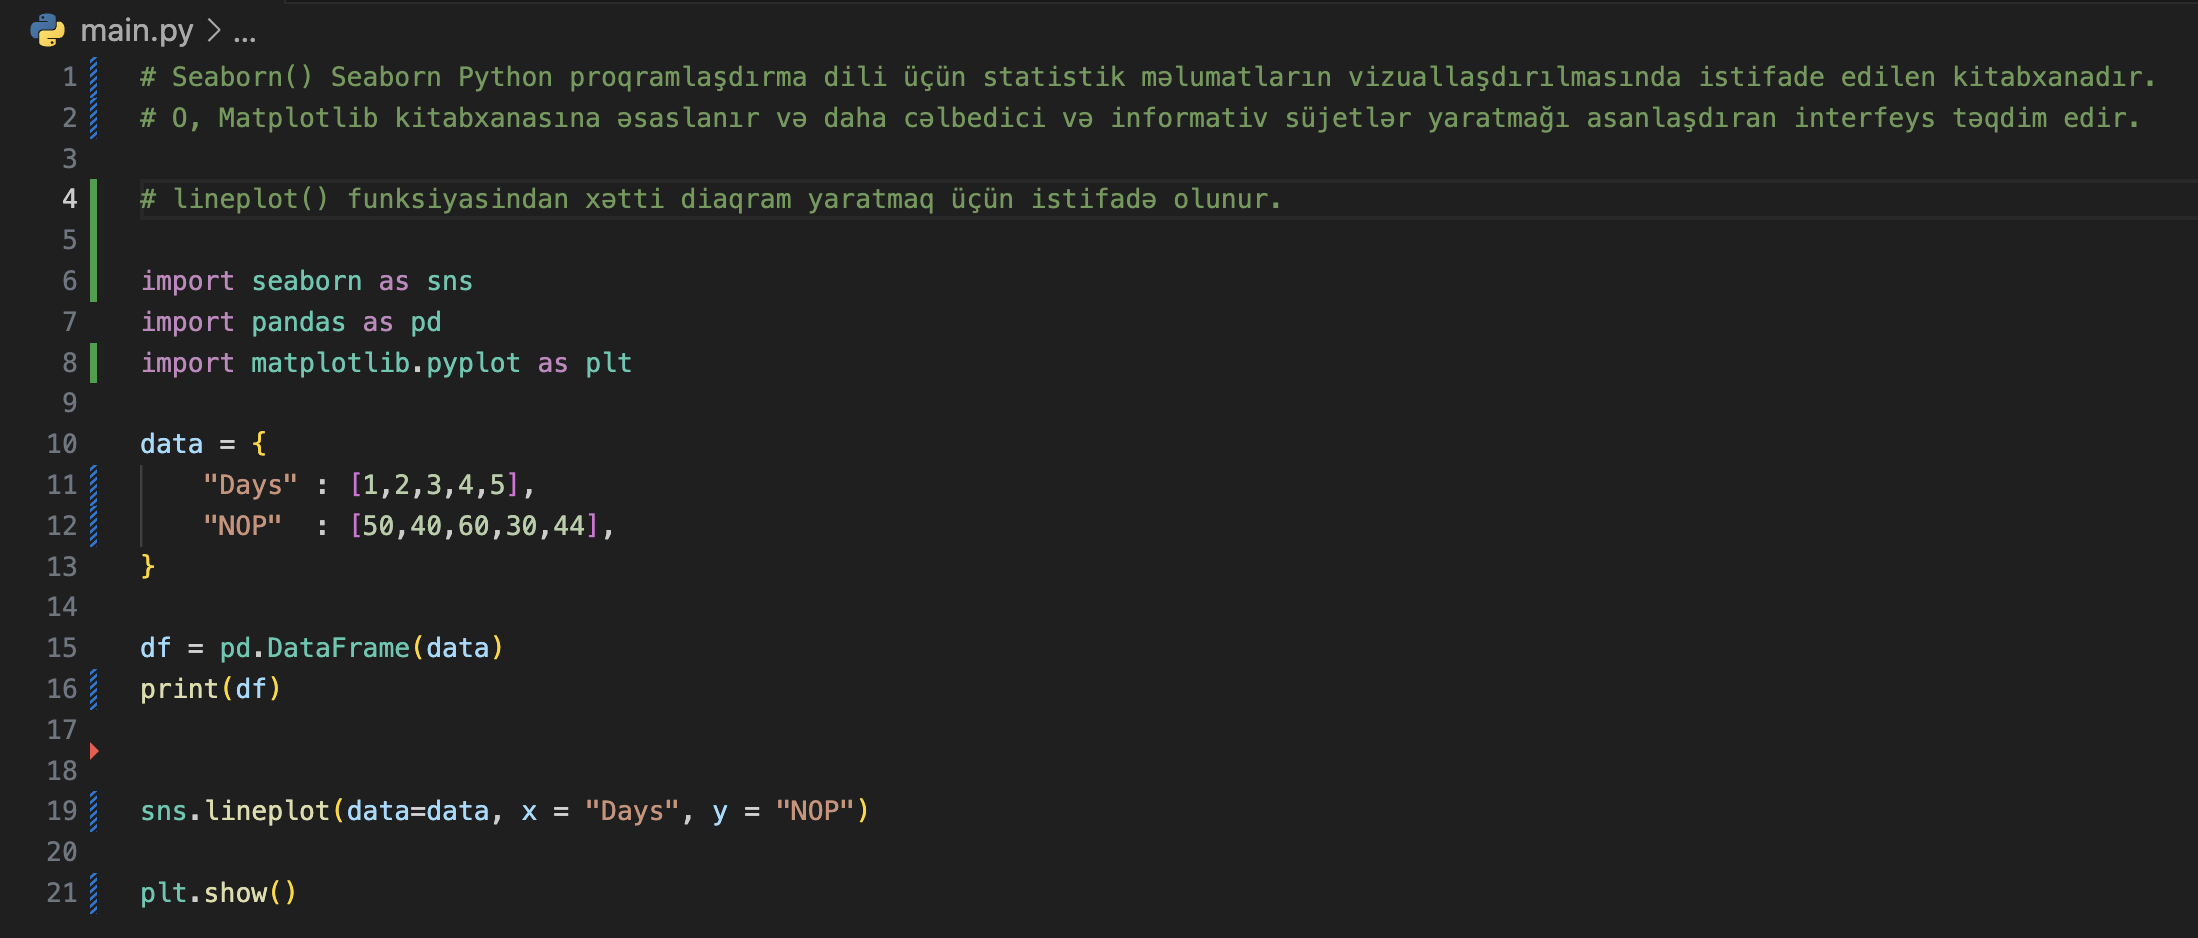 main.py > ...
1 # Seaborn() Seaborn Python proqramlaşdırma dili üçün statistik məlumatların vizuallaşdırılmasında istifade edilen kitabxanadır.
2 # O, Matplotlib kitabxanasına əsaslanır və daha cəlbedici və informativ süjetlər yaratmağı asanlaşdıran interfeys təqdim edir.
3
4 # lineplot() funksiyasindan xətti diaqram yaratmaq üçün istifadə olunur.
5
6 import seaborn as sns
7 import pandas as pd
8 import matplotlib.pyplot as plt
9
10 data = {
11     "Days" : [1,2,3,4,5],
12     "NOP"  : [50,40,60,30,44],
13 }
14
15 df = pd.DataFrame(data)
16 print(df)
17
18
19 sns.lineplot(data=data, x = "Days", y = "NOP")
20
21 plt.show()